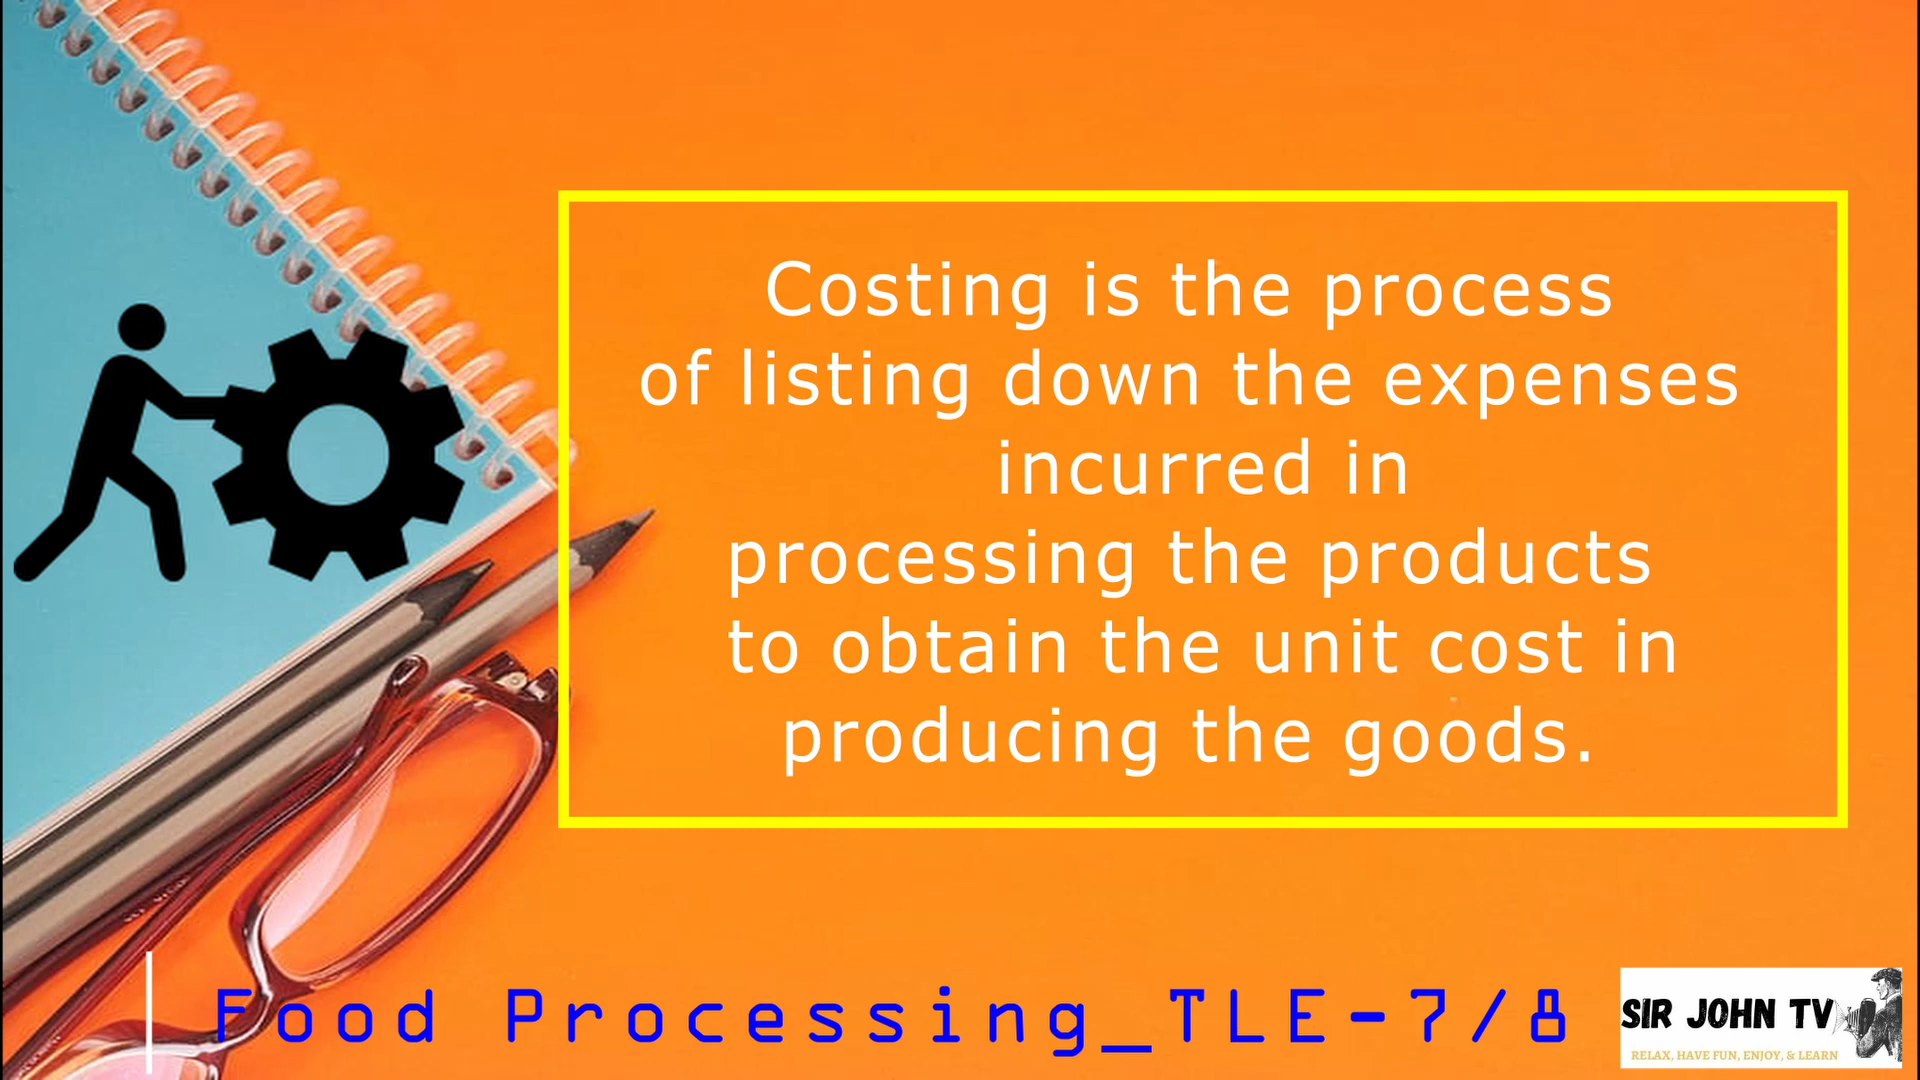 Costing is the process
of listing down the expenses
incurred in
processing the products
to obtain the unit cost in
producing the goods.
Food Processing_TLE-7/8
SIR JOHN TV
RELAX, HAVE FUN, ENJOY, & LEARN